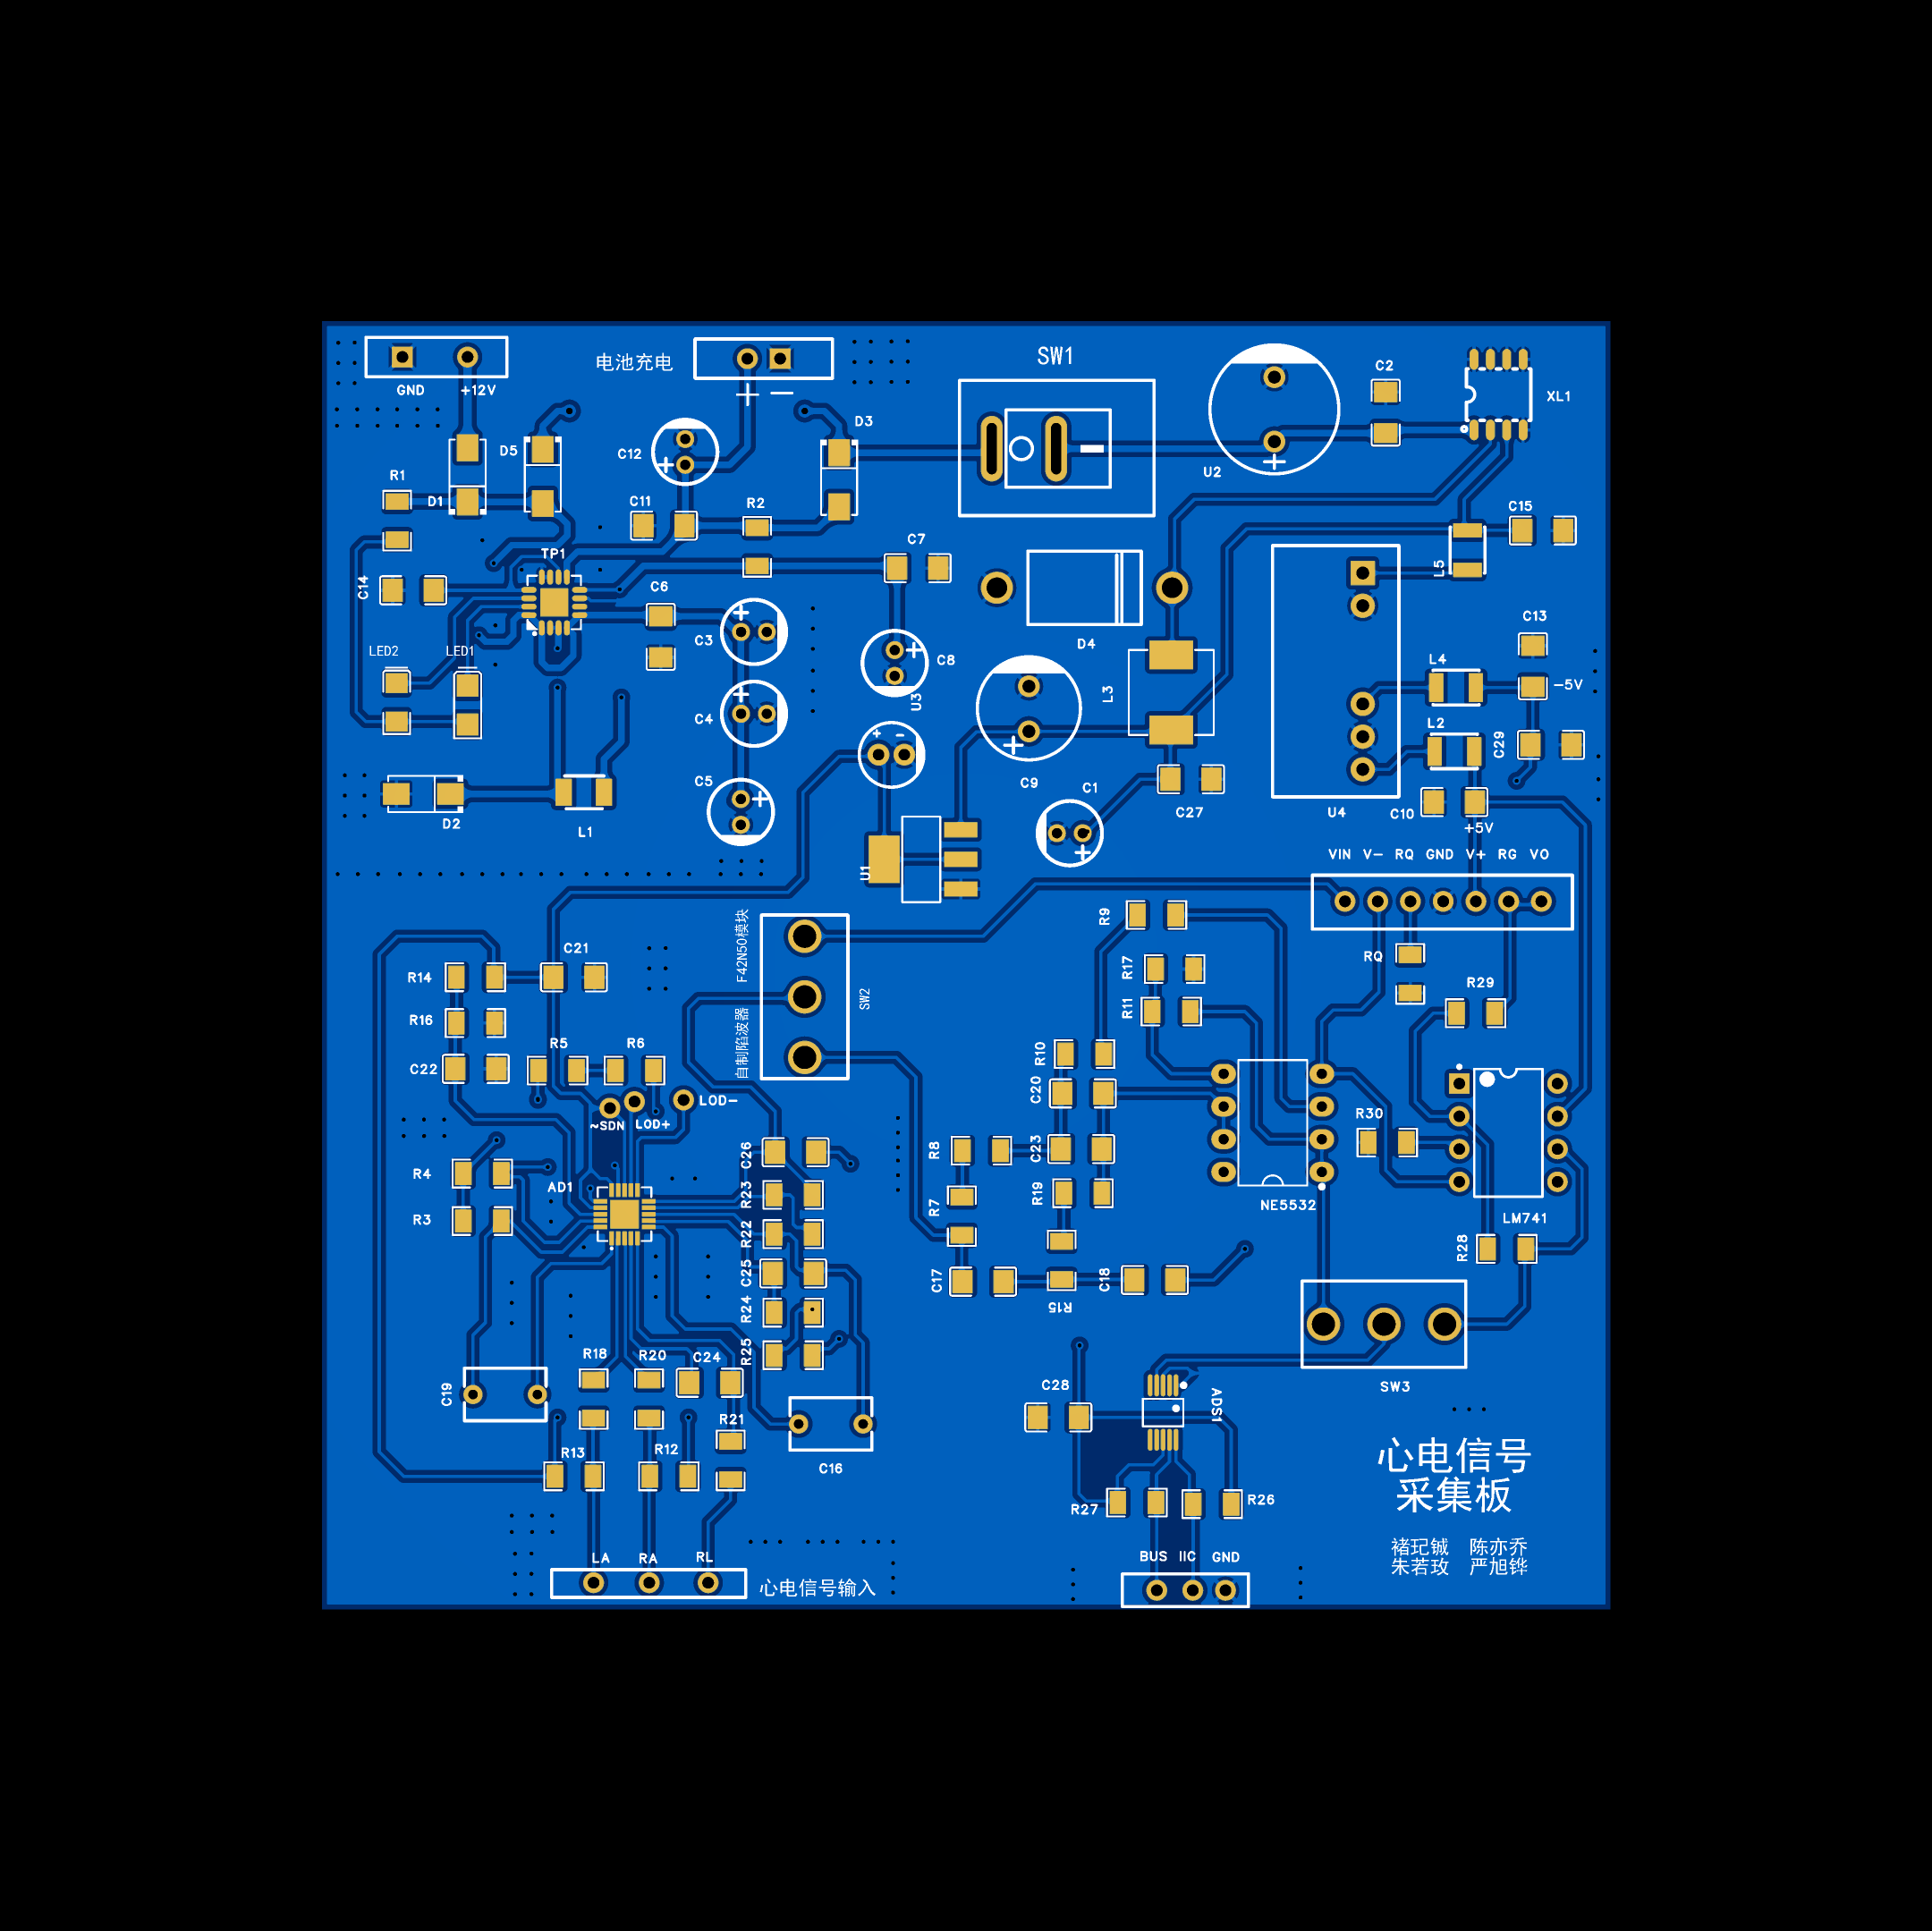 电池充电
SW1
C2
GND +12V
+ −
XL1
D3
C12
D5
U2
R1
D1
C11
R2
C15
C7
TP1
L5
C14
C6
C13
C3
D4
LED2
LED1
C8
L4
-5V
L3
U3
C4
L2
+ -
C29
C5
C9
C1
C27
U4
C10
D2
+5V
L1
VIN V- RQ GND V+ RG VO
U1
R9
F42N50模块
C21
RQ
R14
R17
R29
SW2
R11
R16
自制陷波器
R5
R6
R10
C22
C20
LOD-
R30
~SDN
LOD+
C26
R8
C23
R4
AD1
R23
R19
R7
NE5532
R3
LM741
R22
R28
C25
C17
C18
R24
R15
R18
R20
C24
R25
SW3
C19
C28
ADS1
R21
R13
R12
C16
心电信号
采集板
R27
R26
褚玘铖 陈亦乔
朱若玫 严旭铧
BUS IIC GND
LA RA RL
心电信号输入